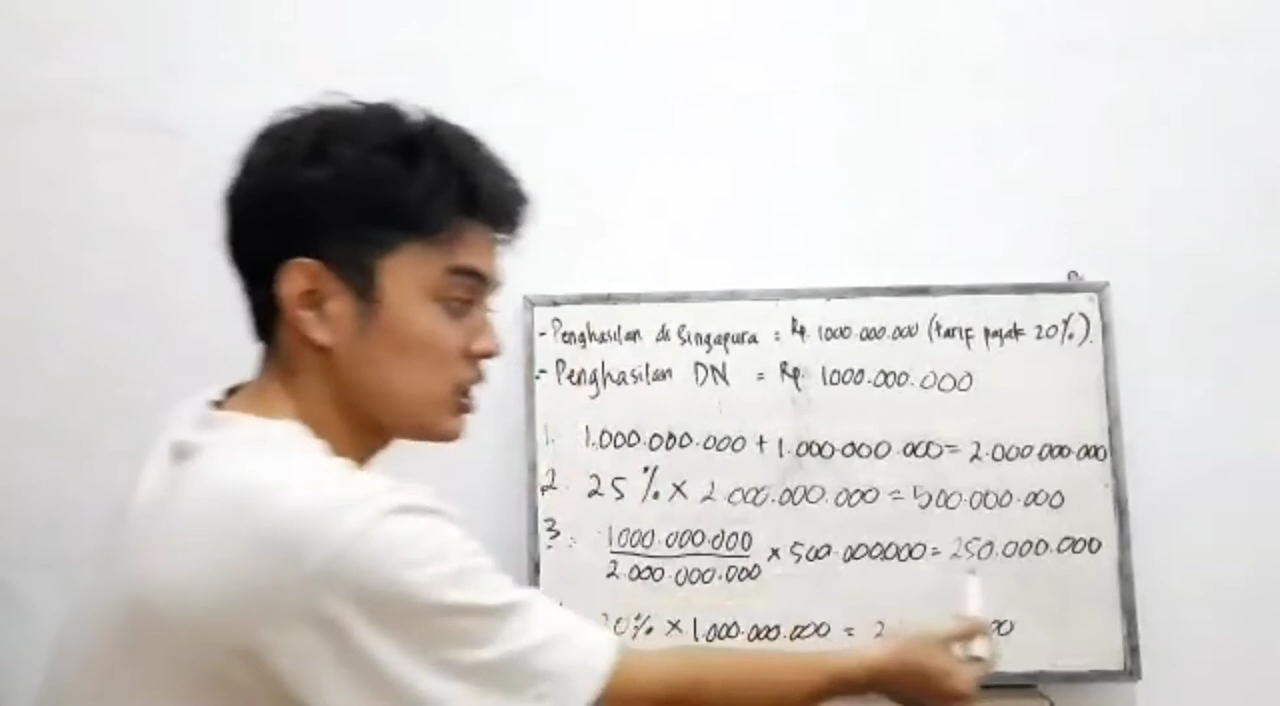 - Penghasilan di Singapura = Rp. 1000.000.000 (tarif pajak 20%).
- Penghasilan DN = Rp. 1000.000.000
1. 1.000.000.000 + 1.000.000.000 = 2.000.000.000
2. 25% × 2.000.000.000 = 500.000.000
3. 1000.000.000
2.000.000.000 × 500.000000 = 250.000.000
20% × 1.000.000.000 =